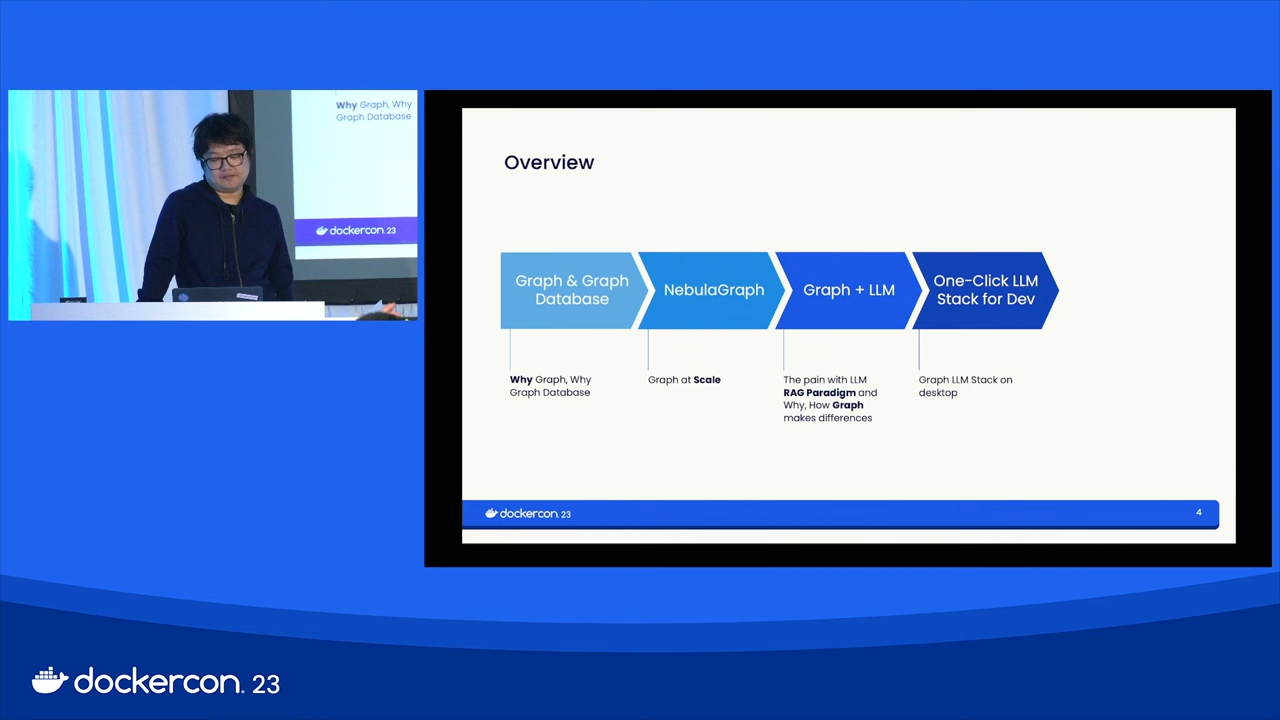 Why Graph, Why
Graph Database
dockercon. 23
Overview
Graph & Graph
Database
NebulaGraph
Graph + LLM
One-Click LLM
Stack for Dev
Why Graph, Why
Graph Database
Graph at Scale
The pain with LLM
RAG Paradigm and
Why, How Graph
makes differences
Graph LLM Stack on
desktop
dockercon. 23
4
dockercon. 23